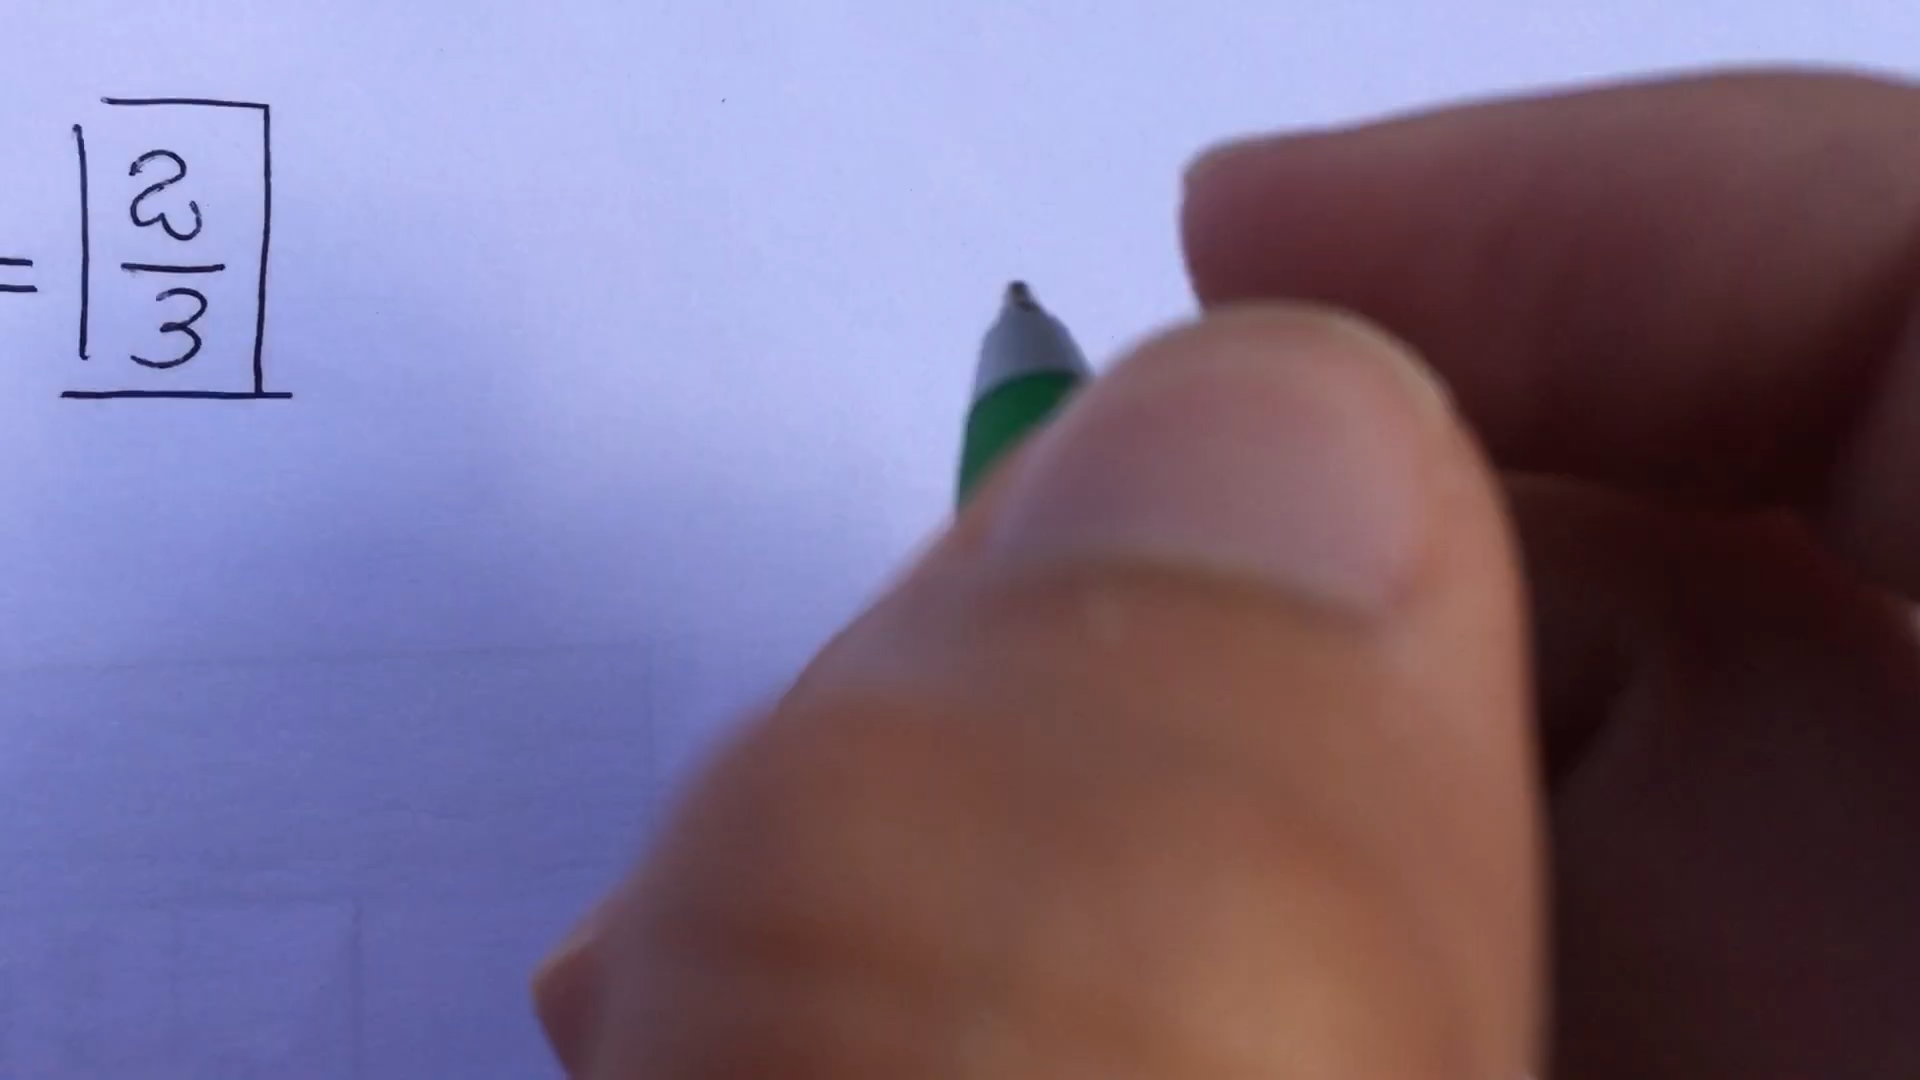 = 2/3